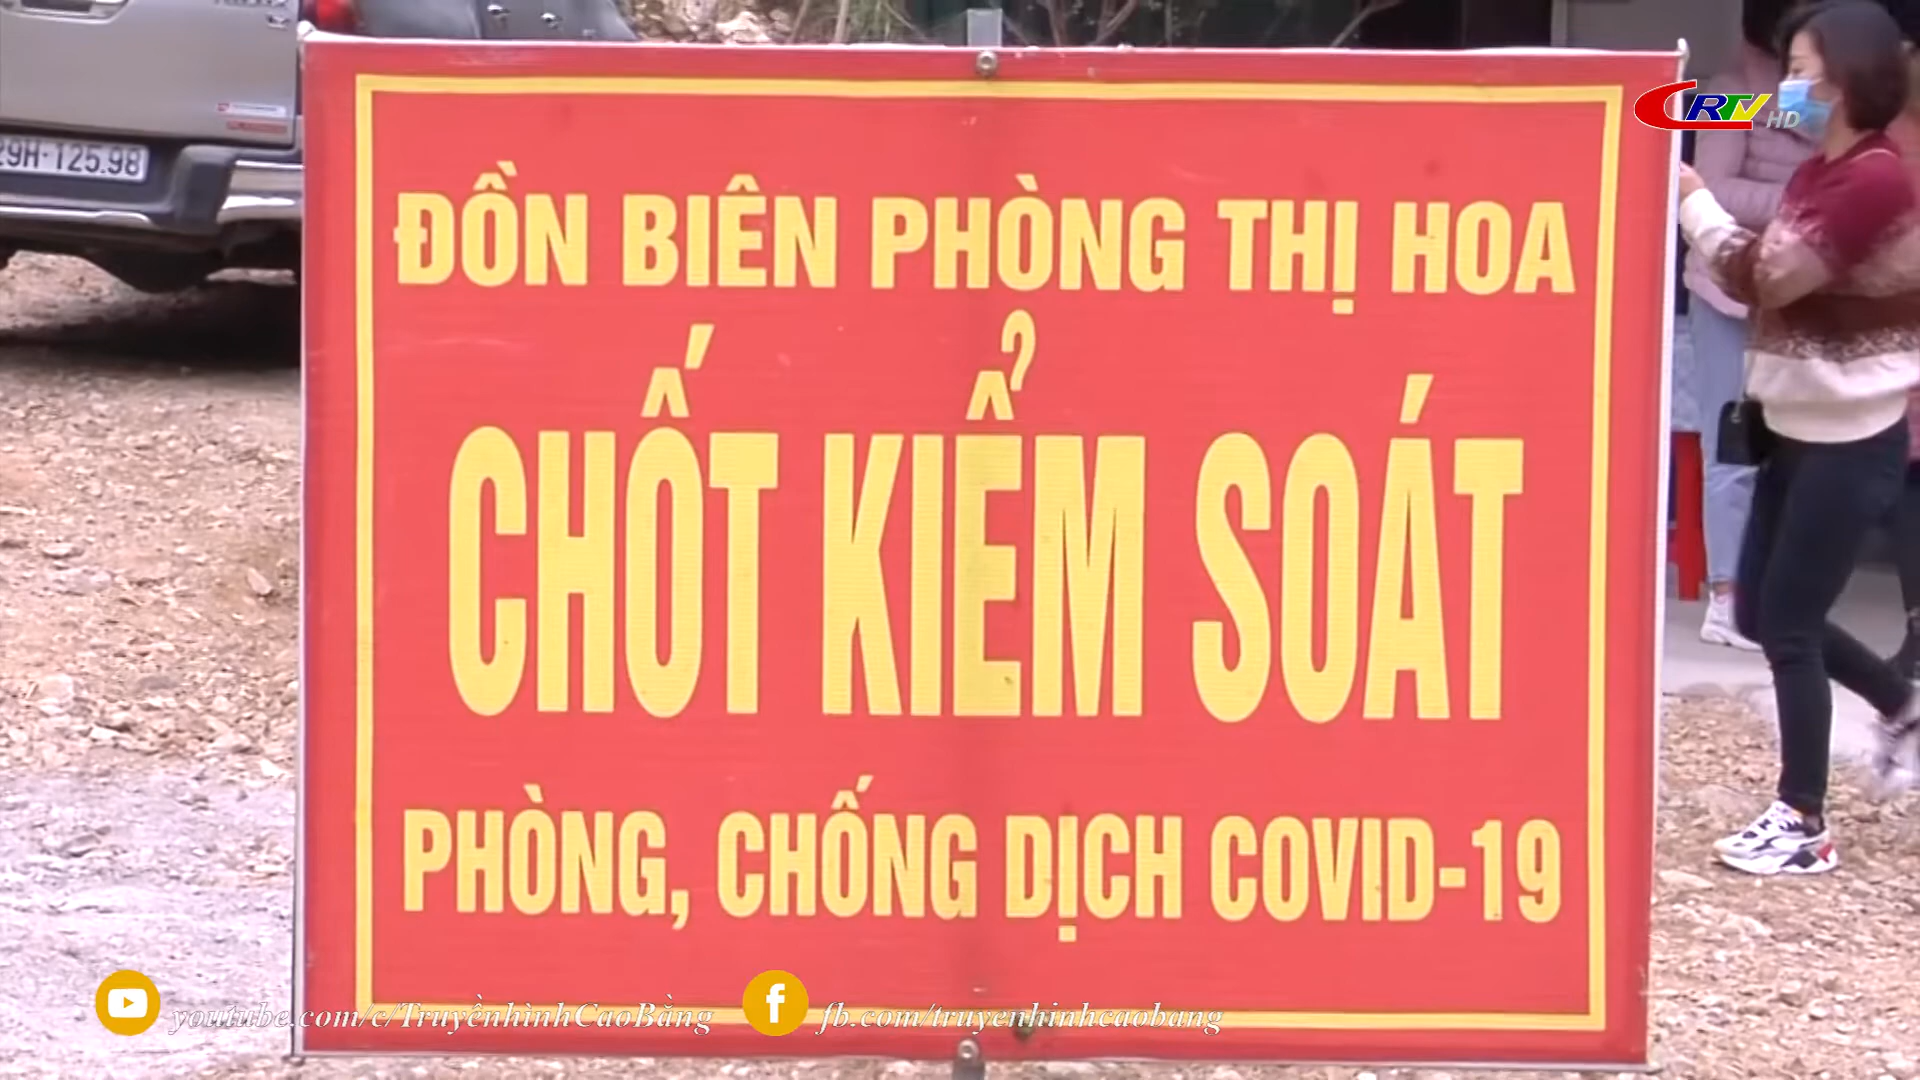 29H-125.98
CRTV HD
ĐỒN BIÊN PHÒNG THỊ HOA
CHỐT KIỂM SOÁT
PHÒNG, CHỐNG DỊCH COVID-19
youtube.com/c/TruyềnhìnhCaoBằng
fb.com/truyenhinhcaobang